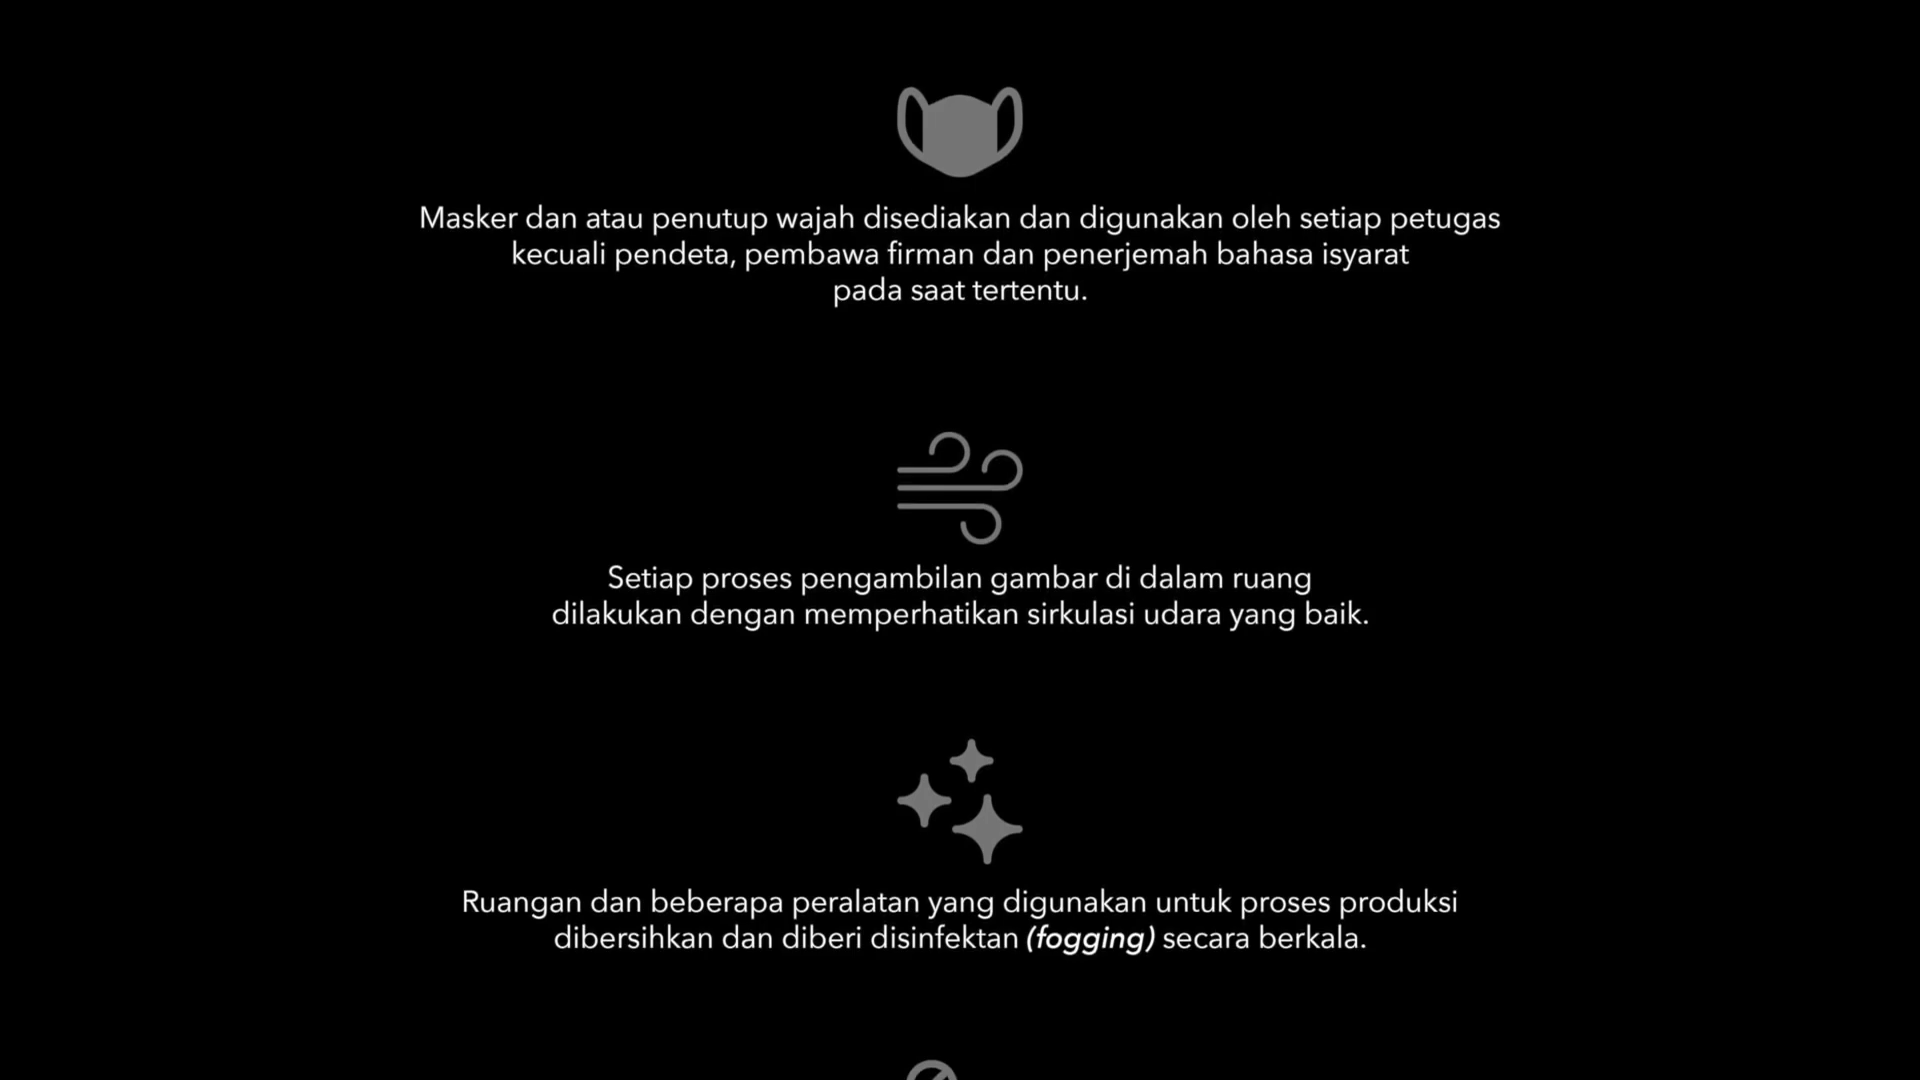 Masker dan atau penutup wajah disediakan dan digunakan oleh setiap petugas
kecuali pendeta, pembawa firman dan penerjemah bahasa isyarat
pada saat tertentu.
Setiap proses pengambilan gambar di dalam ruang
dilakukan dengan memperhatikan sirkulasi udara yang baik.
Ruangan dan beberapa peralatan yang digunakan untuk proses produksi
dibersihkan dan diberi disinfektan (fogging) secara berkala.